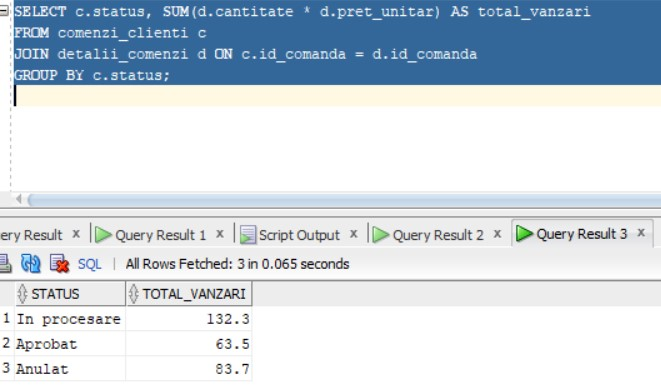 SELECT c.status, SUM(d.cantitate * d.pret_unitar) AS total_vanzari
FROM comenzi_clienti c
JOIN detalii_comenzi d ON c.id_comanda = d.id_comanda
GROUP BY c.status;
ery Result x Query Result 1 x Script Output x Query Result 2 x Query Result 3 x
SQL | All Rows Fetched: 3 in 0.065 seconds
STATUS TOTAL_VANZARI
1 In procesare 132.3
2 Aprobat 63.5
3 Anulat 83.7